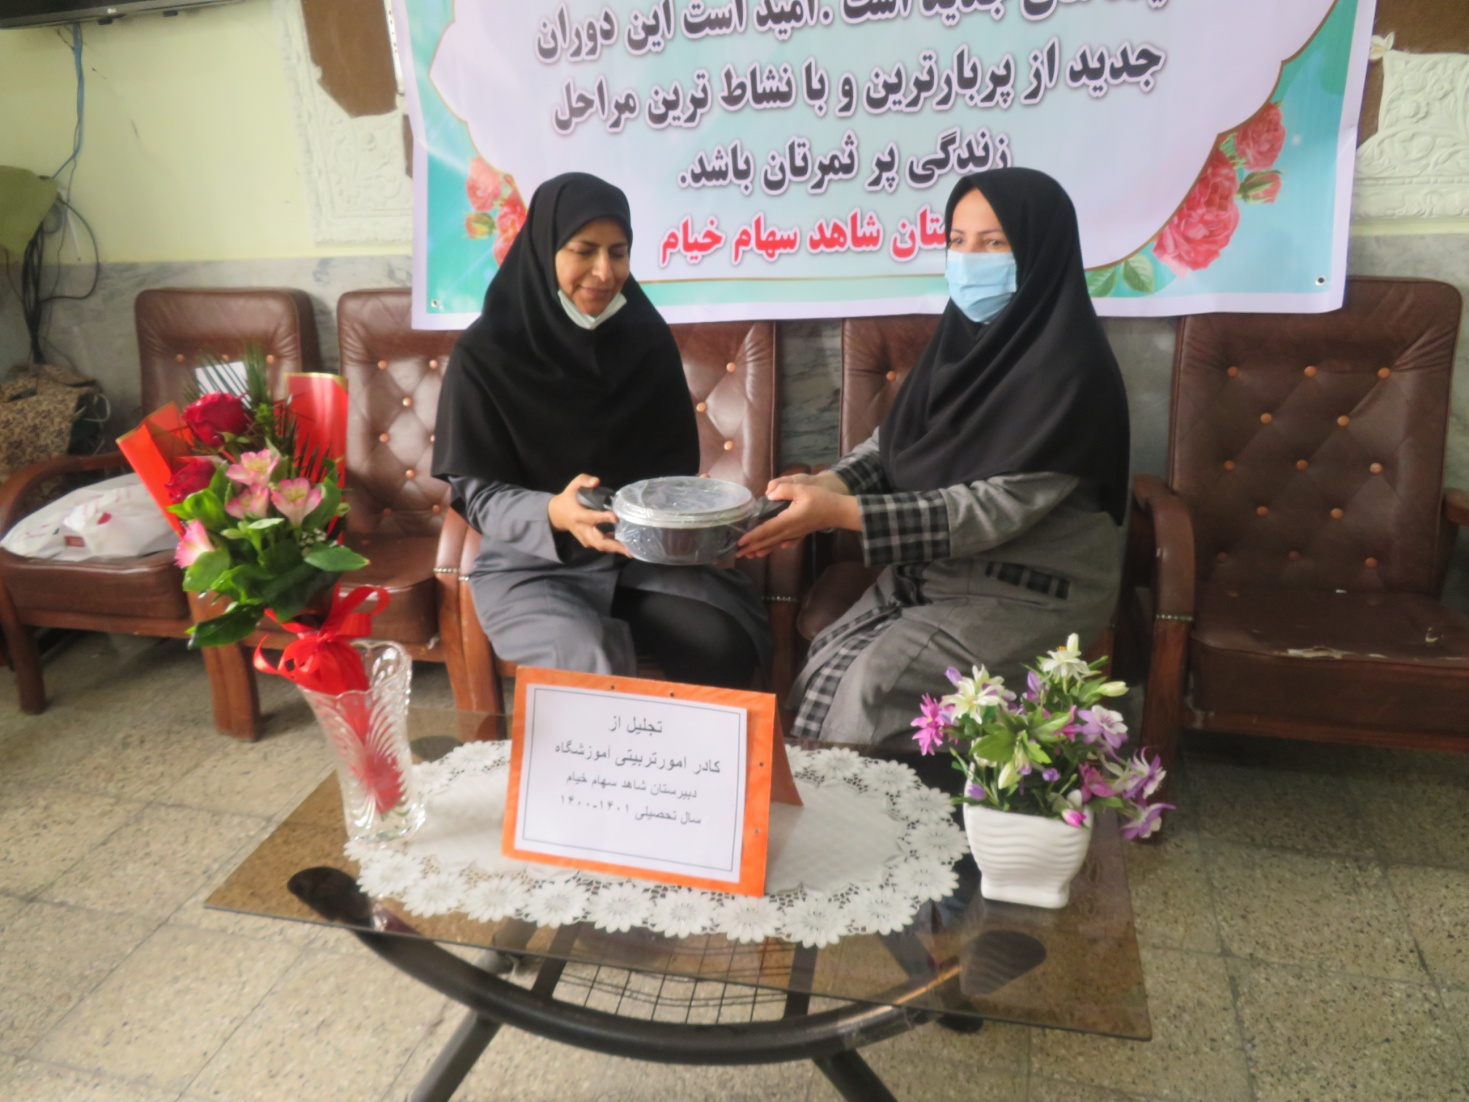 جدید است . امید است این دوران
جدید از پربارترین و با نشاط ترین مراحل
زندگی پر ثمرتان باشد.
شاهد سهام خیام
تجلیل از
کادر امورتربیتی اموزشگاه
دبیرستان شاهد سهام خیام
سال تحصیلی ۱۴۰۱-۱۴۰۰